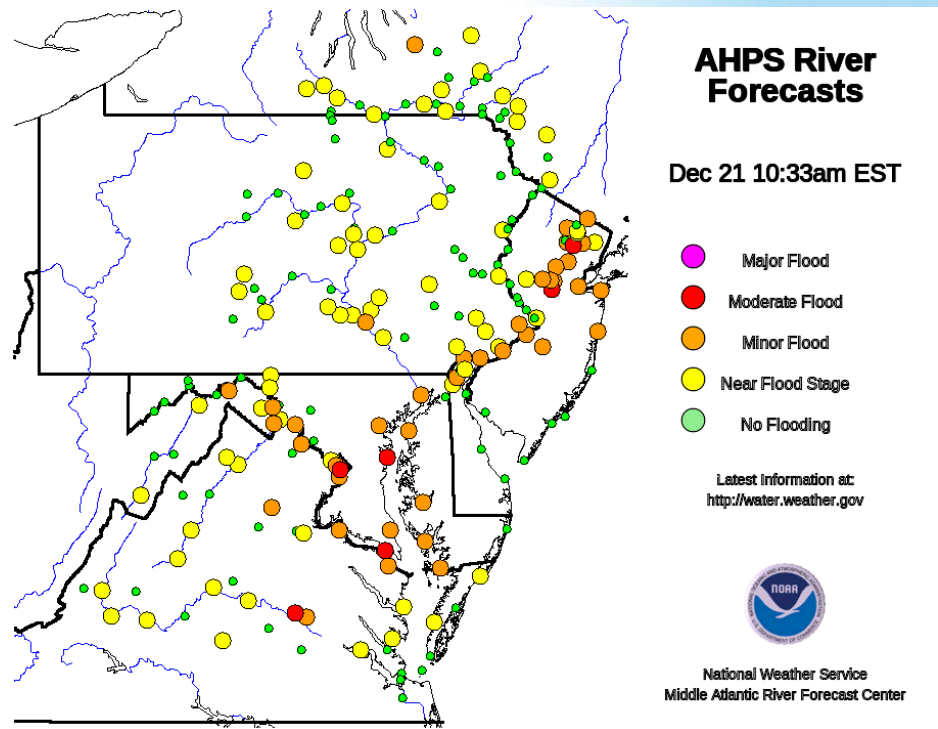 AHPS River
Forecasts
Dec 21 10:33am EST
Major Flood
Moderate Flood
Minor Flood
Near Flood Stage
No Flooding
Latest Information at:
http://water.weather.gov
NOAA
National Weather Service
Middle Atlantic River Forecast Center